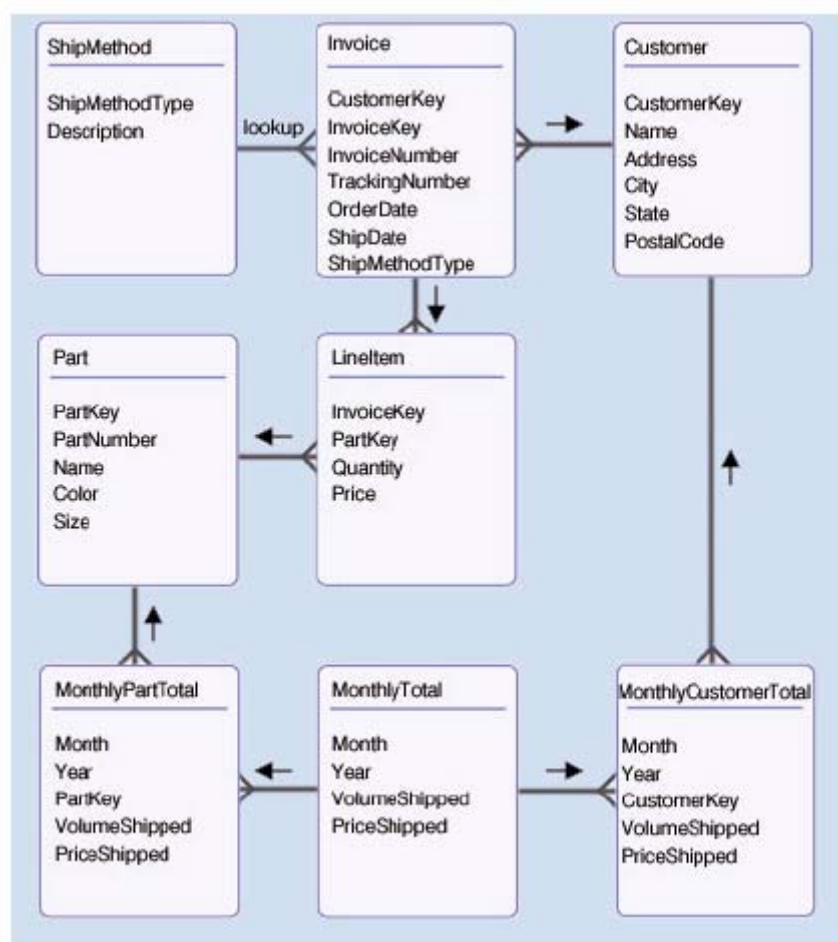 ShipMethod
ShipMethodType
Description
lookup
Invoice
CustomerKey
InvoiceKey
InvoiceNumber
TrackingNumber
OrderDate
ShipDate
ShipMethodType
Customer
CustomerKey
Name
Address
City
State
PostalCode
Part
PartKey
PartNumber
Name
Color
Size
LineItem
InvoiceKey
PartKey
Quantity
Price
MonthlyPartTotal
Month
Year
PartKey
VolumeShipped
PriceShipped
MonthlyTotal
Month
Year
VolumeShipped
PriceShipped
MonthlyCustomerTotal
Month
Year
CustomerKey
VolumeShipped
PriceShipped